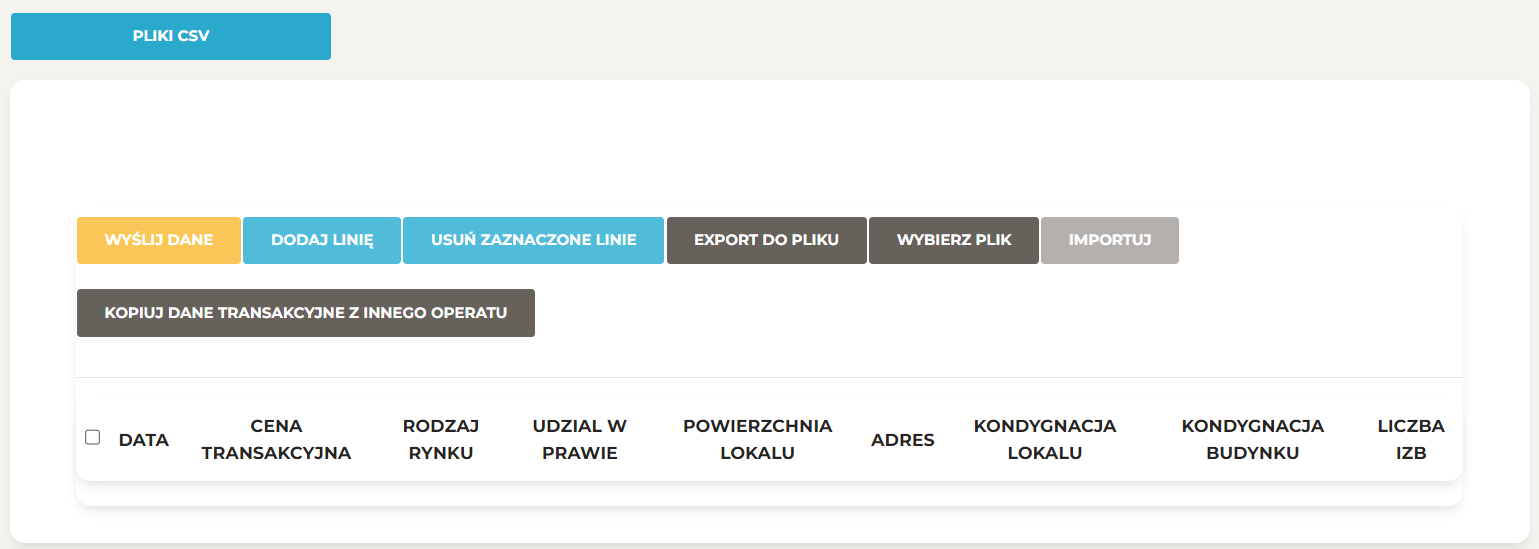 PLIKI CSV
WYŚLIJ DANE DODAJ LINIĘ USUŃ ZAZNACZONE LINIE EXPORT DO PLIKU WYBIERZ PLIK IMPORTUJ
KOPIUJ DANE TRANSAKCYJNE Z INNEGO OPERATU
DATA
CENA
TRANSAKCYJNA
RODZAJ
RYNKU
UDZIAL W
PRAWIE
POWIERZCHNIA
LOKALU
ADRES
KONDYGNACJA
LOKALU
KONDYGNACJA
BUDYNKU
LICZBA
IZB